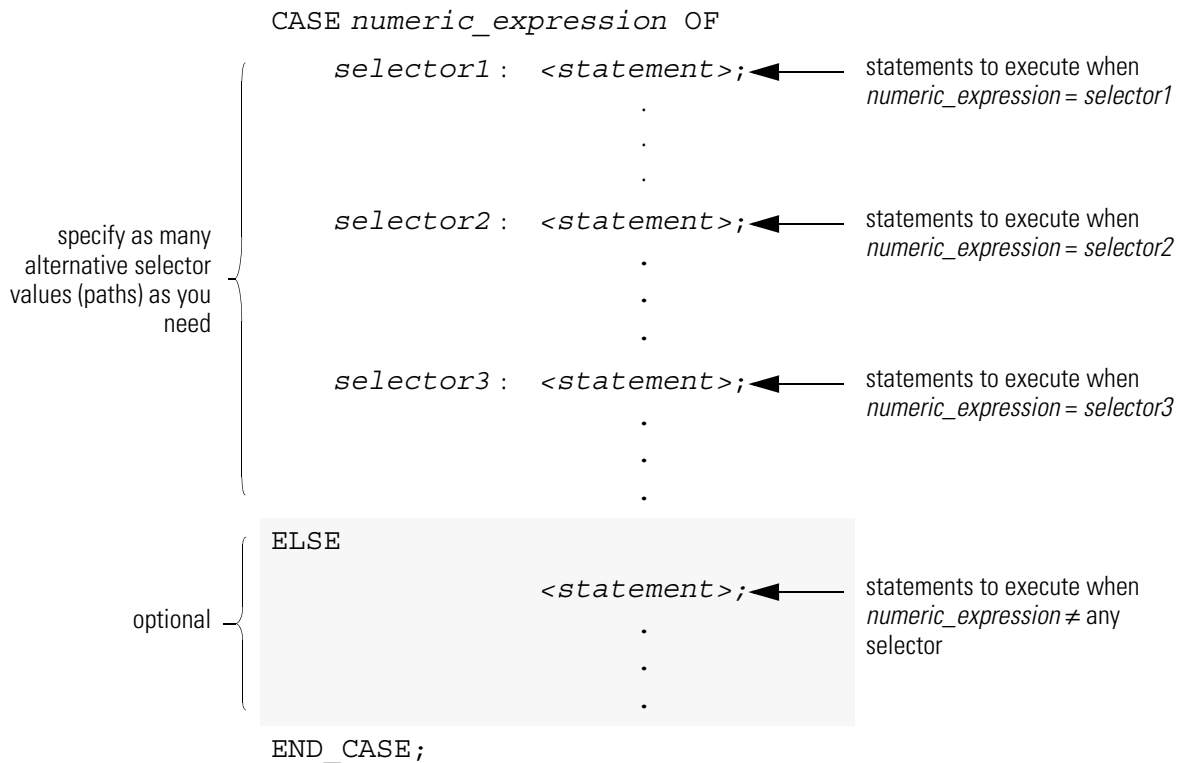 CASE numeric_expression OF
selector1: <statement>;
statements to execute when
numeric_expression = selector1
.
.
.
specify as many
alternative selector
values (paths) as you
need
selector2: <statement>;
statements to execute when
numeric_expression = selector2
.
.
.
selector3: <statement>;
statements to execute when
numeric_expression = selector3
.
.
.
optional
ELSE
<statement>;
statements to execute when
numeric_expression ≠ any
selector
.
.
.
END_CASE;